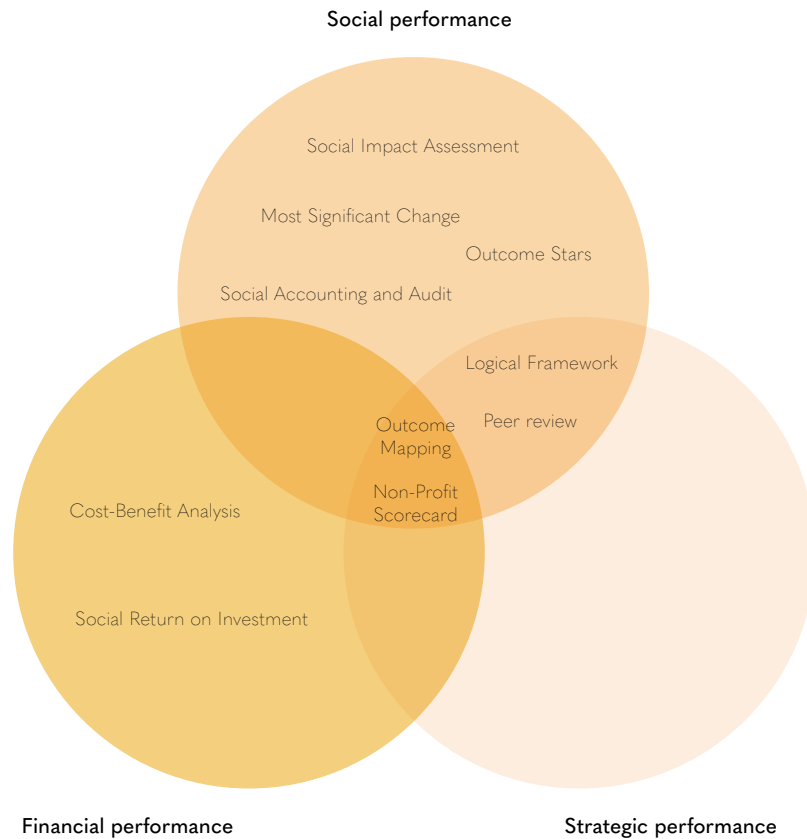 Social performance
Social Impact Assessment
Most Significant Change
Outcome Stars
Social Accounting and Audit
Logical Framework
Outcome
Mapping
Peer review
Non-Profit
Scorecard
Cost-Benefit Analysis
Social Return on Investment
Financial performance
Strategic performance